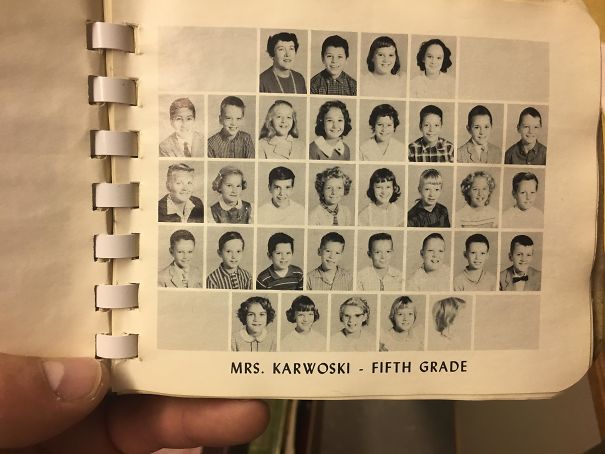 MRS. KARWOSKI - FIFTH GRADE